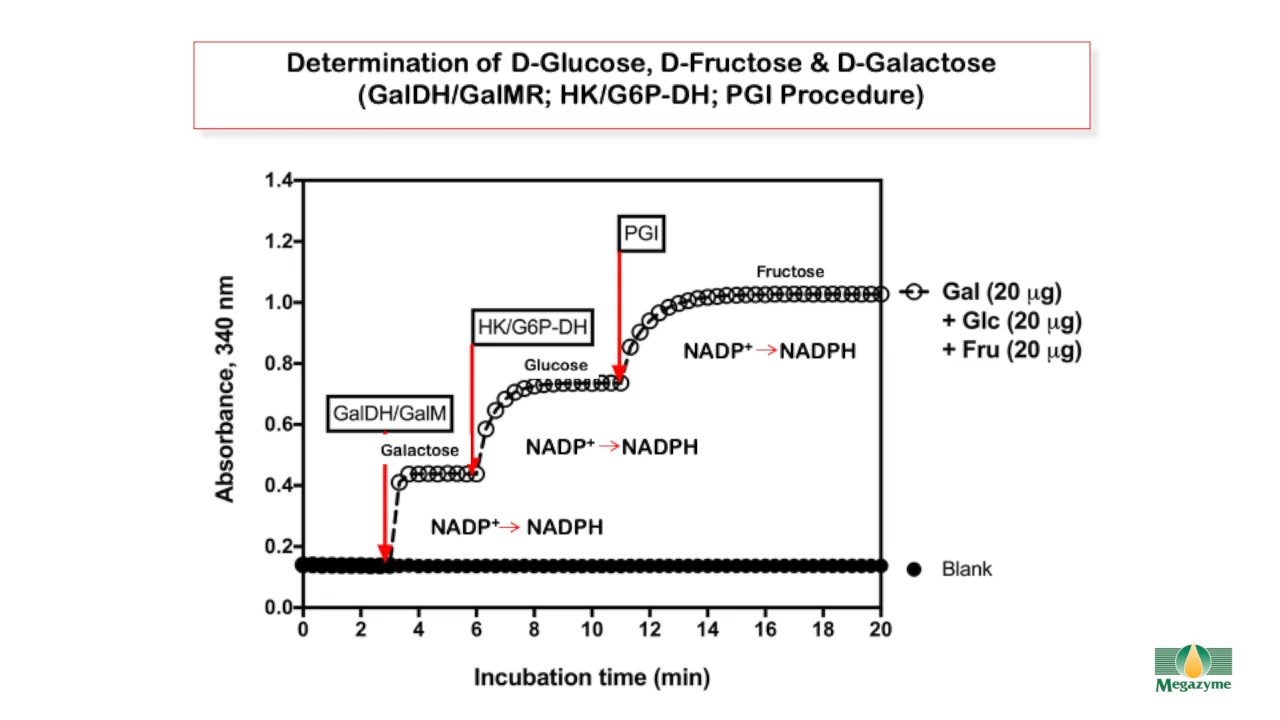 Determination of D-Glucose, D-Fructose & D-Galactose
(GalDH/GalMR; HK/G6P-DH; PGI Procedure)
1.4
1.2
1.0
0.8
0.6
0.4
0.2
0.0
Absorbance, 340 nm
PGI
Fructose
HK/G6P-DH
NADP⁺→NADPH
Glucose
GalDH/GalM
Galactose
NADP⁺→NADPH
NADP⁺→ NADPH
Gal (20 μg)
+ Glc (20 μg)
+ Fru (20 μg)
Blank
0 2 4 6 8 10 12 14 16 18 20
Incubation time (min)
Megazyme